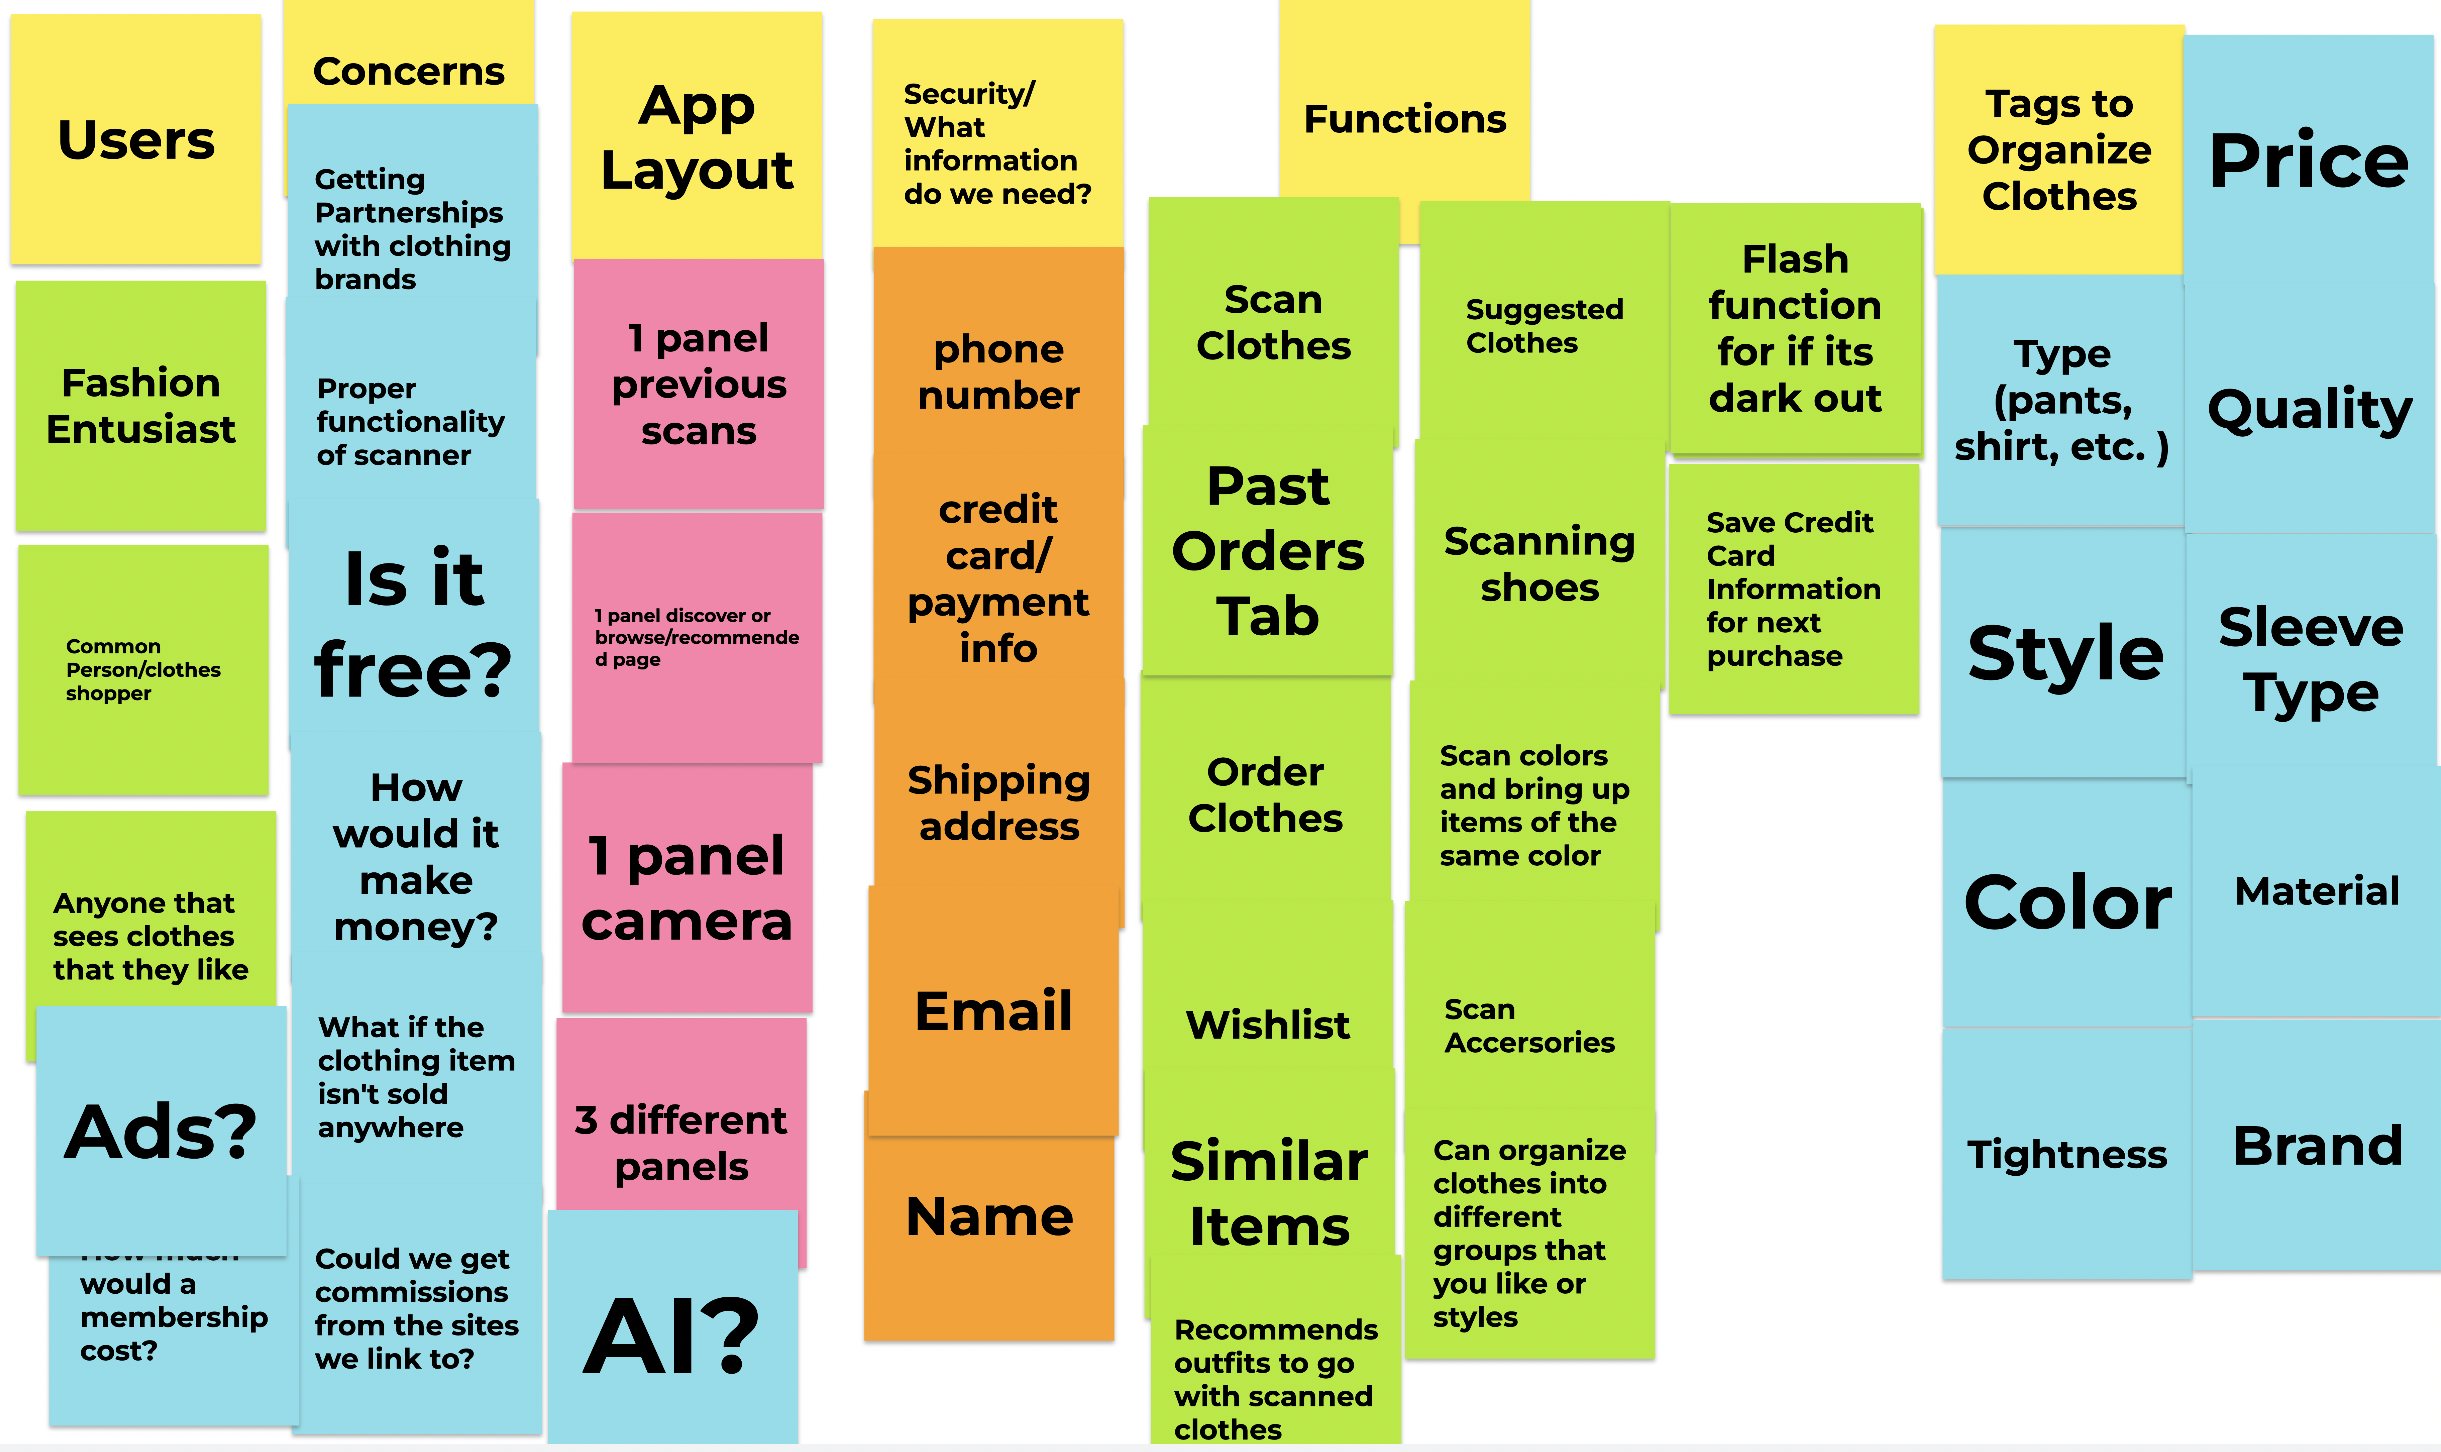 Users
Fashion
Entusiast
Common
Person/clothes
shopper
Anyone that
sees clothes
that they like
Concerns
Getting
Partnerships
with clothing
brands
Proper
functionality
of scanner
Is it
free?
How
would it
make
money?
What if the
clothing item
isn't sold
anywhere
Could we get
commissions
from the sites
we link to?
Ads?
How much
would a
membership
cost?
AI?
App
Layout
1 panel
previous
scans
1 panel discover or
browse/recommende
d page
1 panel
camera
3 different
panels
Security/
What
information
do we need?
phone
number
credit
card/
payment
info
Shipping
address
Email
Name
Functions
Scan
Clothes
Past
Orders
Tab
Order
Clothes
Wishlist
Similar
Items
Recommends
outfits to go
with scanned
clothes
Suggested
Clothes
Scanning
shoes
Scan colors
and bring up
items of the
same color
Scan
Accersories
Can organize
clothes into
different
groups that
you like or
styles
Flash
function
for if its
dark out
Save Credit
Card
Information
for next
purchase
Tags to
Organize
Clothes
Type
(pants,
shirt, etc. )
Style
Color
Tightness
Price
Quality
Sleeve
Type
Material
Brand